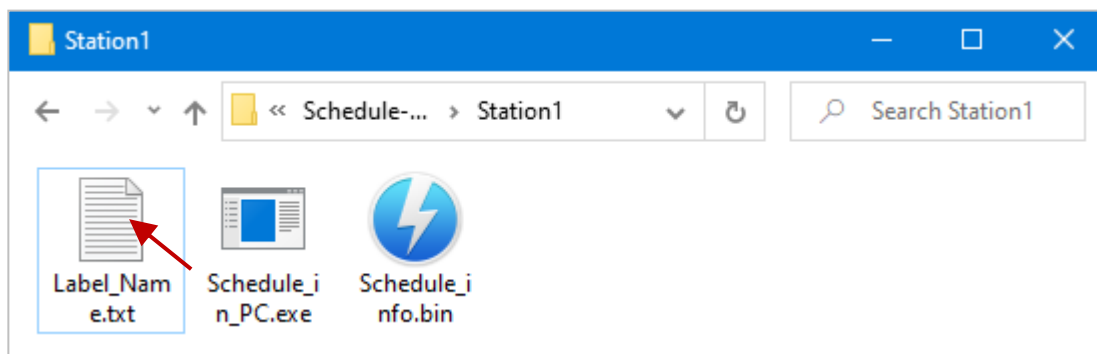 Station1
« Schedule-... › Station1
Search Station1
Label_Nam
e.txt
Schedule_i
n_PC.exe
Schedule_i
nfo.bin